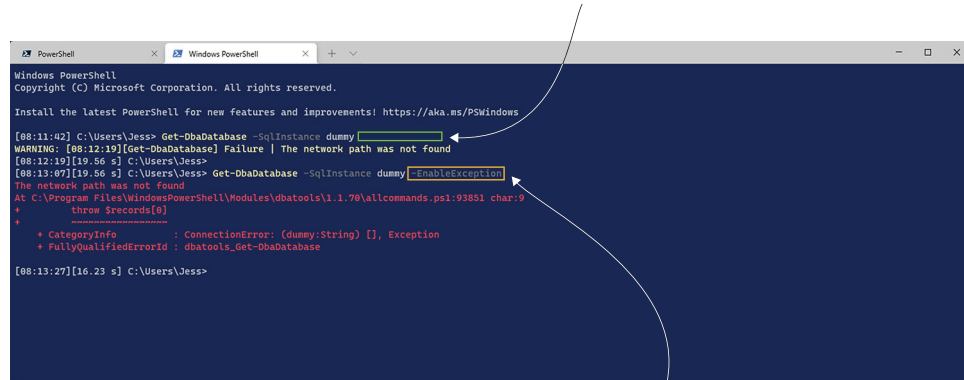 PowerShell
Windows PowerShell
Windows PowerShell
Copyright (C) Microsoft Corporation. All rights reserved.
Install the latest PowerShell for new features and improvements! https://aka.ms/PSWindows
[08:11:42] C:\Users\Jess> Get-DbaDatabase -SqlInstance dummy
WARNING: [08:12:19][Get-DbaDatabase] Failure | The network path was not found
[08:12:19][19.56 s] C:\Users\Jess>
[08:13:07][19.56 s] C:\Users\Jess> Get-DbaDatabase -SqlInstance dummy -EnableException
The network path was not found
At C:\Program Files\WindowsPowerShell\Modules\dbatools\1.1.70\allcommands.ps1:93851 char:9
+         throw $records[0]
+         ~~~~~~~~~~~~~~~~~
    + CategoryInfo          : ConnectionError: (dummy:String) [], Exception
    + FullyQualifiedErrorId : dbatools_Get-DbaDatabase
[08:13:27][16.23 s] C:\Users\Jess>